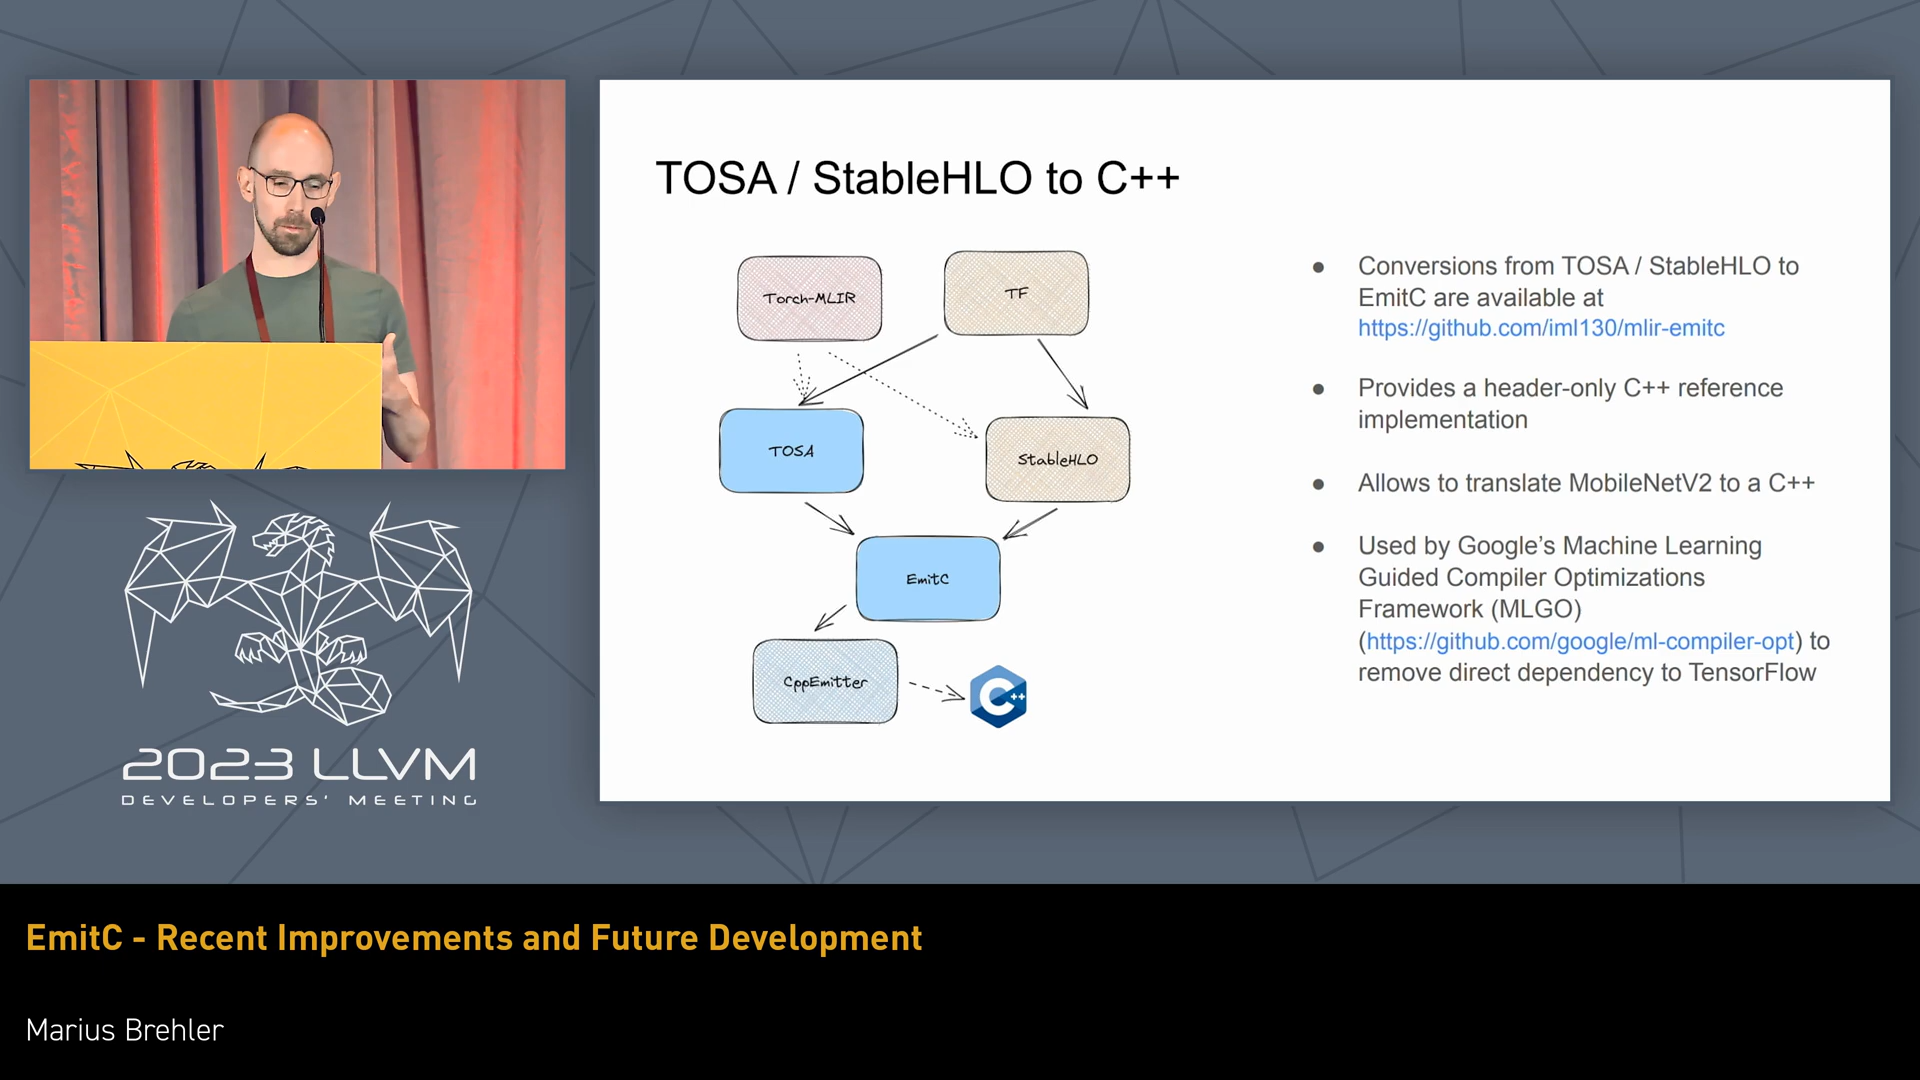 TOSA / StableHLO to C++
Torch-MLIR
TF
TOSA
StableHLO
EmitC
CppEmitter
C++
● Conversions from TOSA / StableHLO to
EmitC are available at
https://github.com/iml130/mlir-emitc
● Provides a header-only C++ reference
implementation
● Allows to translate MobileNetV2 to a C++
● Used by Google’s Machine Learning
Guided Compiler Optimizations
Framework (MLGO)
(https://github.com/google/ml-compiler-opt) to
remove direct dependency to TensorFlow
2023 LLVM
DEVELOPERS' MEETING
EmitC - Recent Improvements and Future Development
Marius Brehler